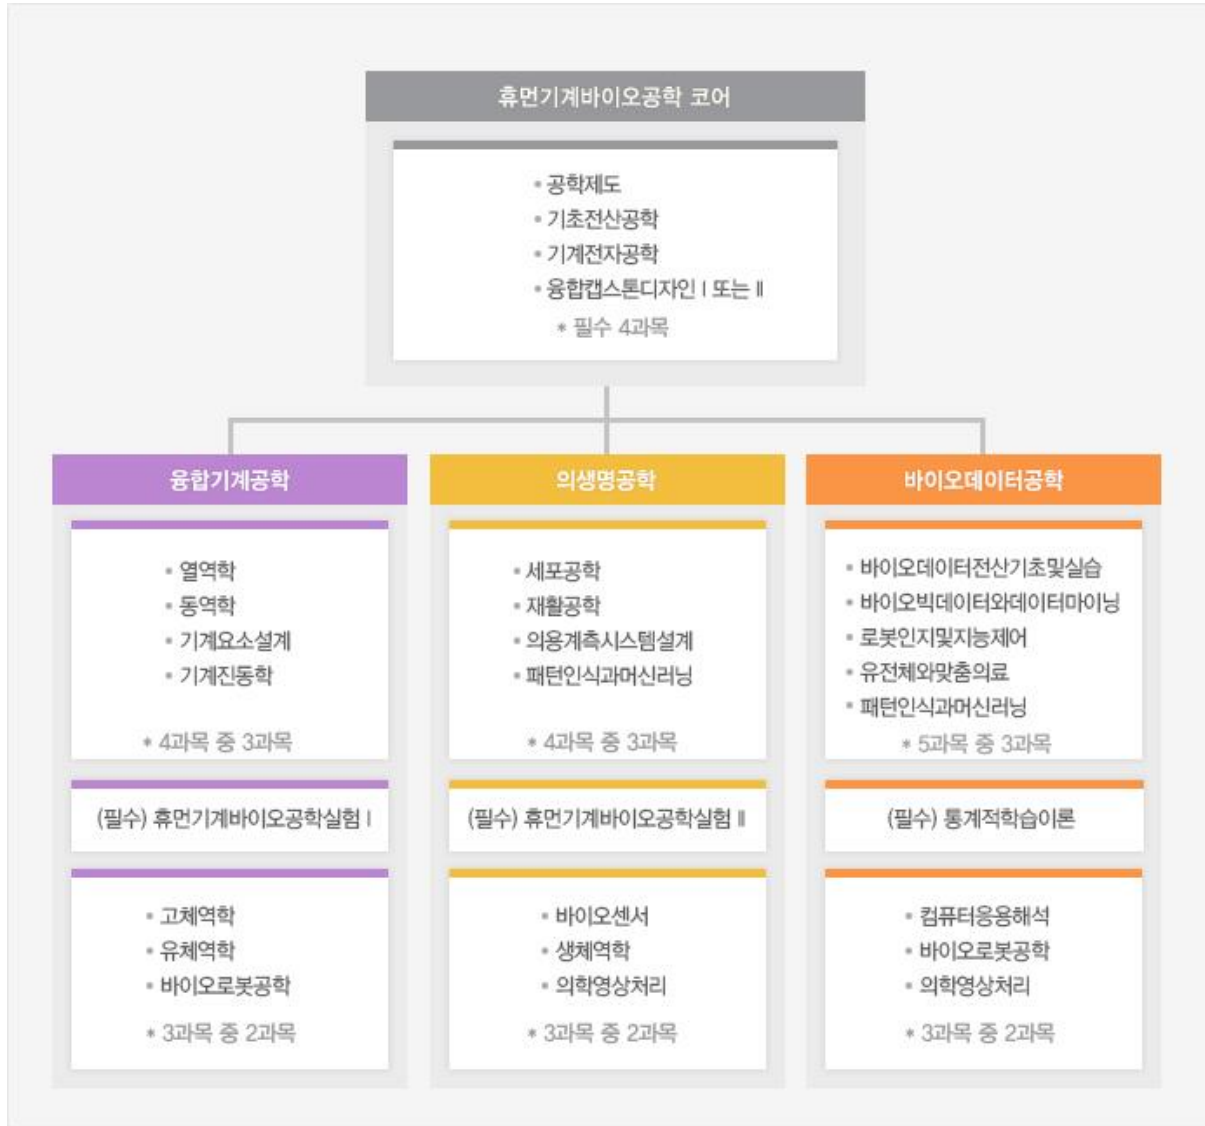 휴먼기계바이오공학 코어
공학제도
기초전산공학
기계전자공학
융합캡스톤디자인 Ⅰ 또는 Ⅱ
* 필수 4과목
융합기계공학
열역학
동역학
기계요소설계
기계진동학
* 4과목 중 3과목
(필수) 휴먼기계바이오공학실험 Ⅰ
고체역학
유체역학
바이오로봇공학
* 3과목 중 2과목
의생명공학
세포공학
재활공학
의용계측시스템설계
패턴인식과머신러닝
* 4과목 중 3과목
(필수) 휴먼기계바이오공학실험 Ⅱ
바이오센서
생체역학
의학영상처리
* 3과목 중 2과목
바이오데이터공학
바이오데이터전산기초및실습
바이오빅데이터와데이터마이닝
로봇인지및지능제어
유전체와맞춤의료
패턴인식과머신러닝
* 5과목 중 3과목
(필수) 통계적학습이론
컴퓨터응용해석
바이오로봇공학
의학영상처리
* 3과목 중 2과목